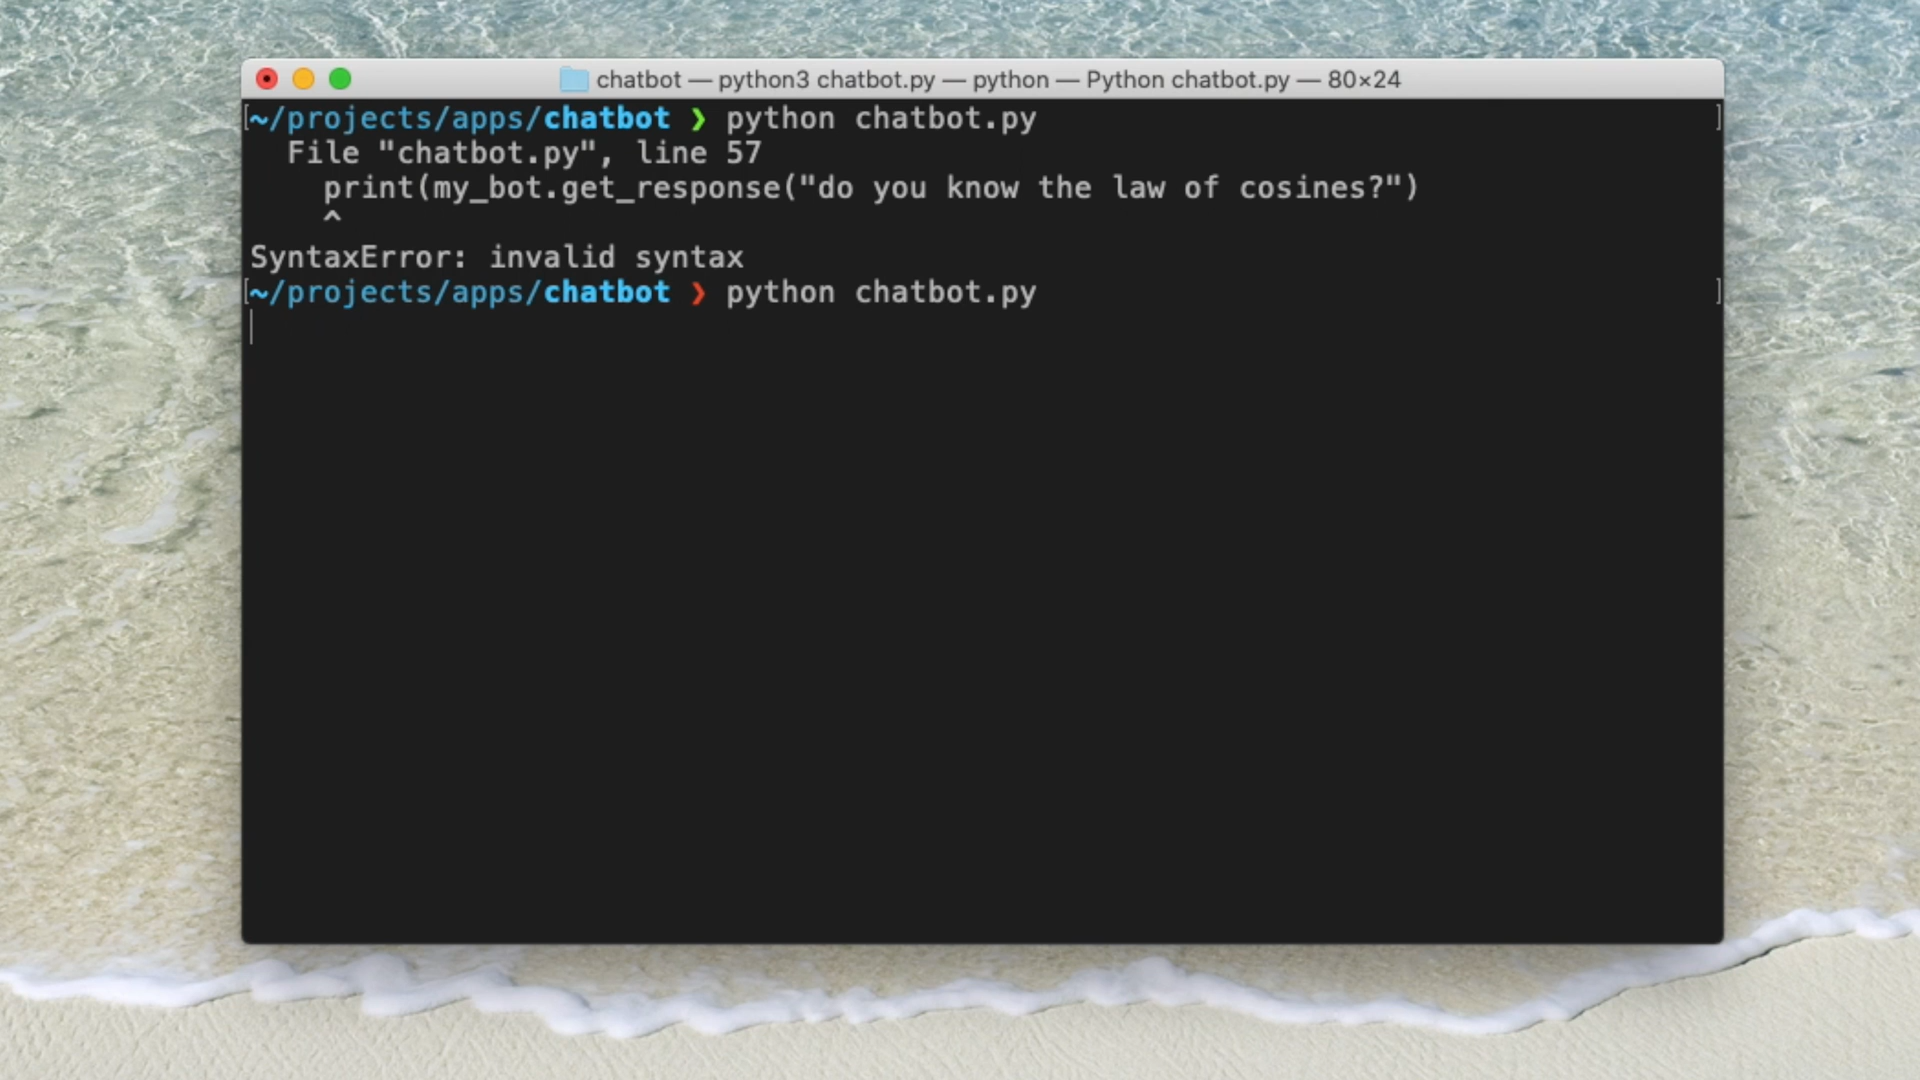 chatbot — python3 chatbot.py — python — Python chatbot.py — 80×24
[~/projects/apps/chatbot ❯ python chatbot.py ]
File "chatbot.py", line 57
print(my_bot.get_response("do you know the law of cosines?")
^
SyntaxError: invalid syntax
[~/projects/apps/chatbot ❯ python chatbot.py ]